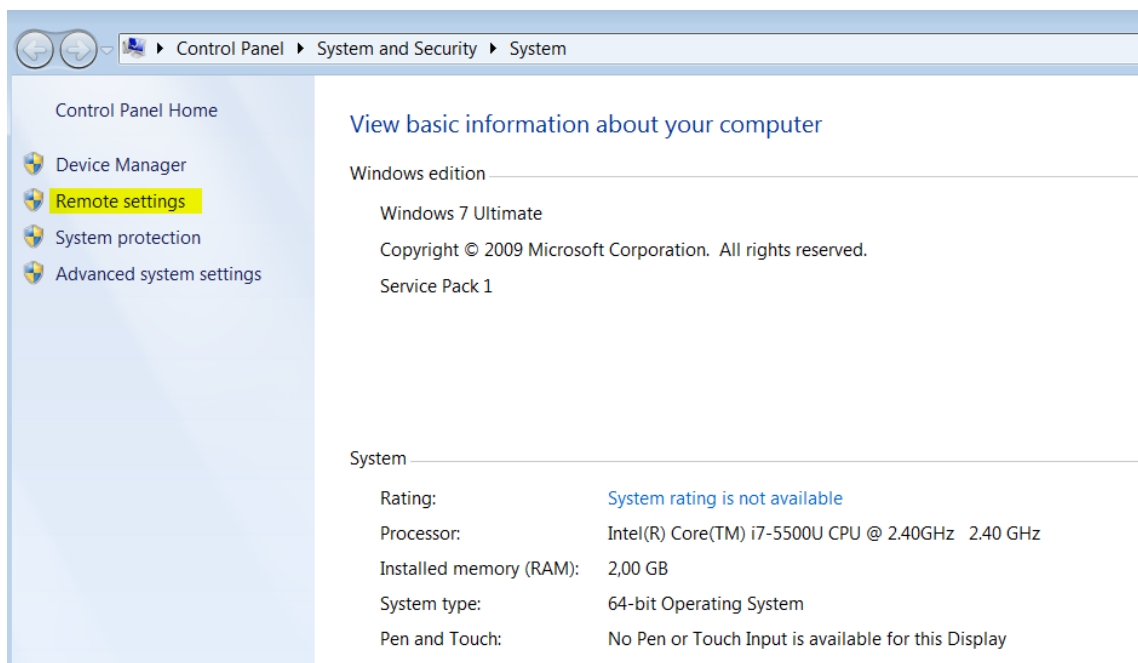 Control Panel ▸ System and Security ▸ System
Control Panel Home
Device Manager
Remote settings
System protection
Advanced system settings
View basic information about your computer
Windows edition
Windows 7 Ultimate
Copyright © 2009 Microsoft Corporation.  All rights reserved.
Service Pack 1
System
Rating: System rating is not available
Processor: Intel(R) Core(TM) i7-5500U CPU @ 2.40GHz   2.40 GHz
Installed memory (RAM): 2,00 GB
System type: 64-bit Operating System
Pen and Touch: No Pen or Touch Input is available for this Display